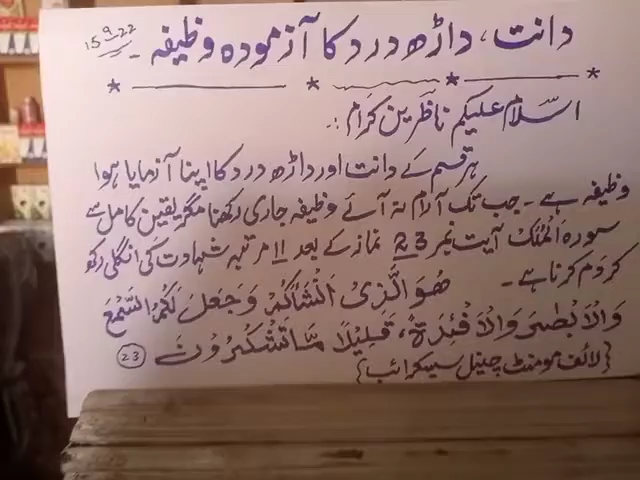 15-9-22
دانت، داڑھ درد کا آزمودہ وظیفہ۔
اسلام علیکم ناظرین کرام ∴
ہر قسم کے دانت اور داڑھ درد کا اپنا آزمایا ہوا
وظیفہ ہے۔ جب تک آرام نہ آئے وظیفہ جاری رکھنا مگر یقین کامل سے
سورہ اَلْمُلْک آیت نمبر 23 نماز کے بعد 11 مرتبہ شہادت کی انگلی رکھ
کر دم کرنا ہے۔ ھُوَ الَّذِیْ اَنْشَاَکُمْ وَجَعَلَ لَکُمُ السَّمْعَ
وَالْاَبْصٰرَ وَالْاَفْئِدَۃَ، قَلِیْلًا مَّا تَشْکُرُوْنَ 23
{لائف مومنٹ چینل سبسکرائب}